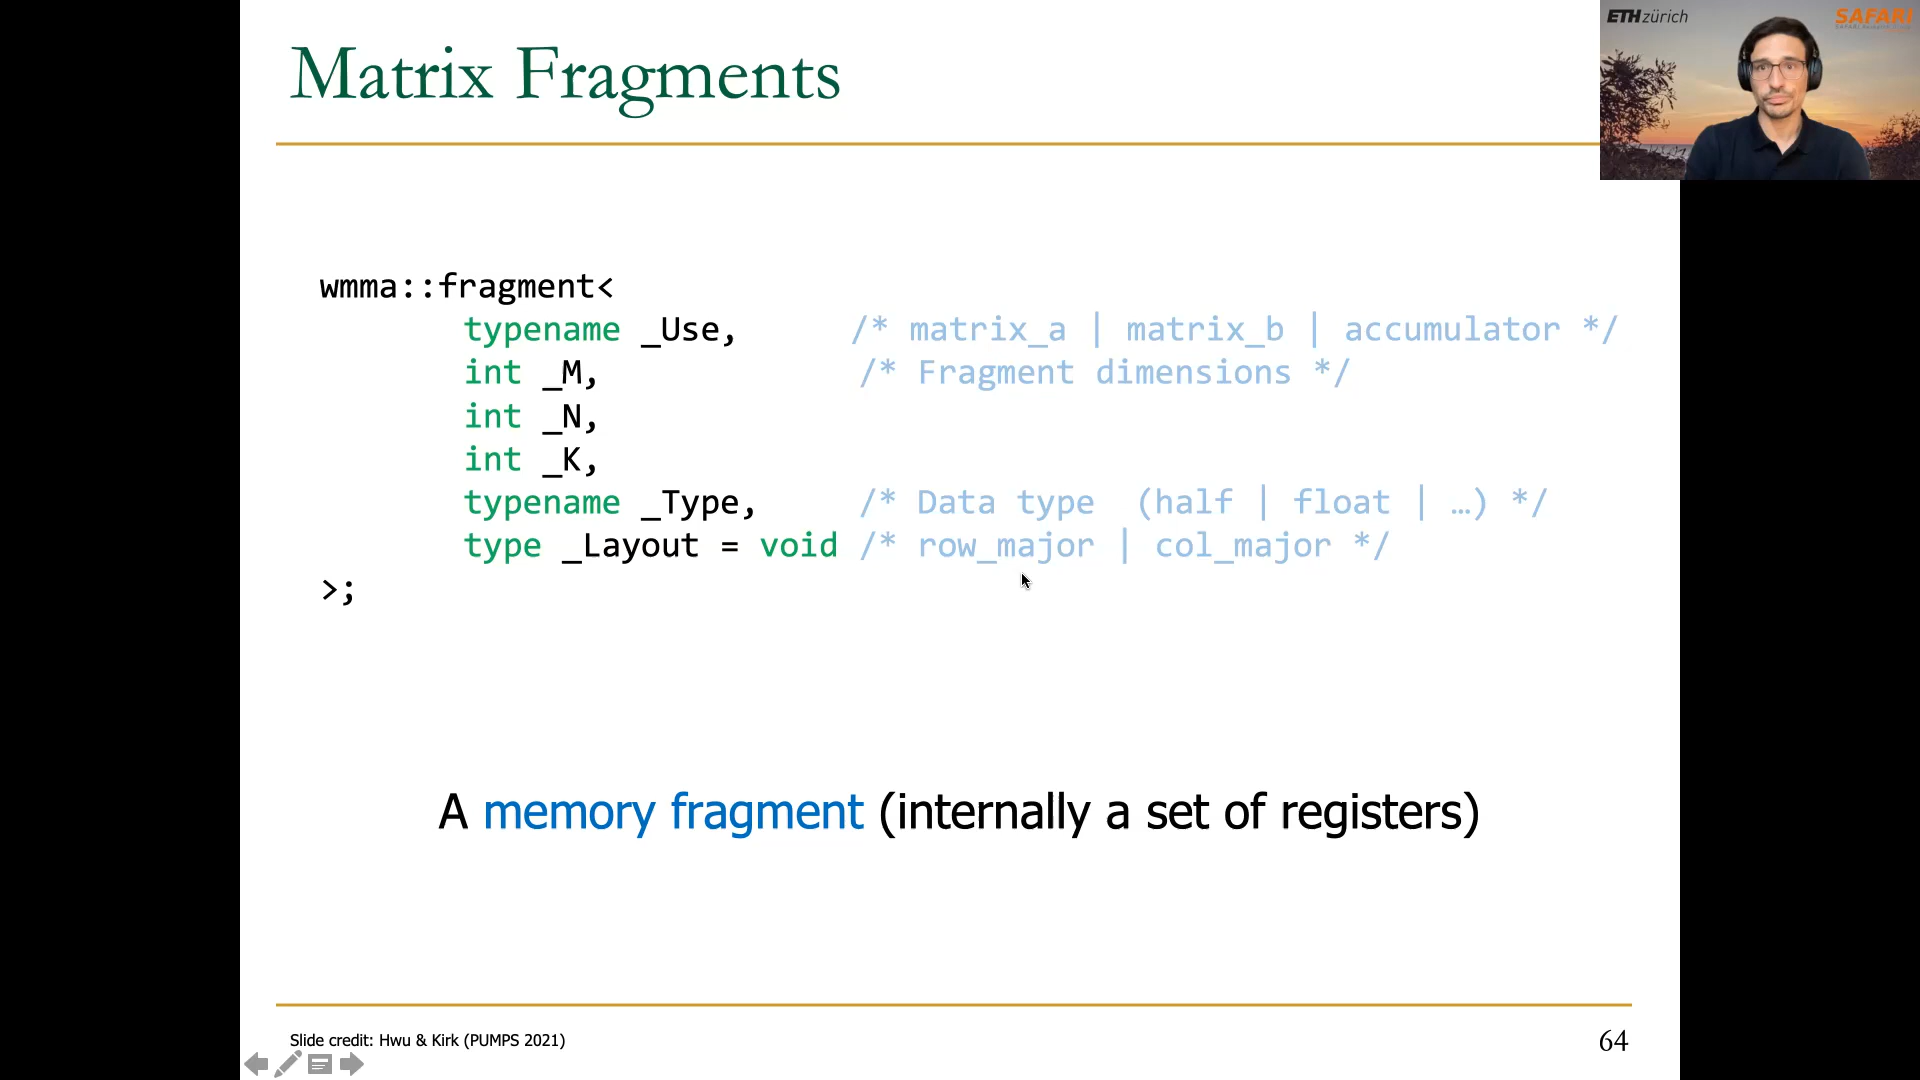 Matrix Fragments
ETH zürich
SAFARI
wmma::fragment<
typename _Use, /* matrix_a | matrix_b | accumulator */
int _M, /* Fragment dimensions */
int _N,
int _K,
typename _Type, /* Data type (half | float | …) */
type _Layout = void /* row_major | col_major */
>;
A memory fragment (internally a set of registers)
Slide credit: Hwu & Kirk (PUMPS 2021)
64